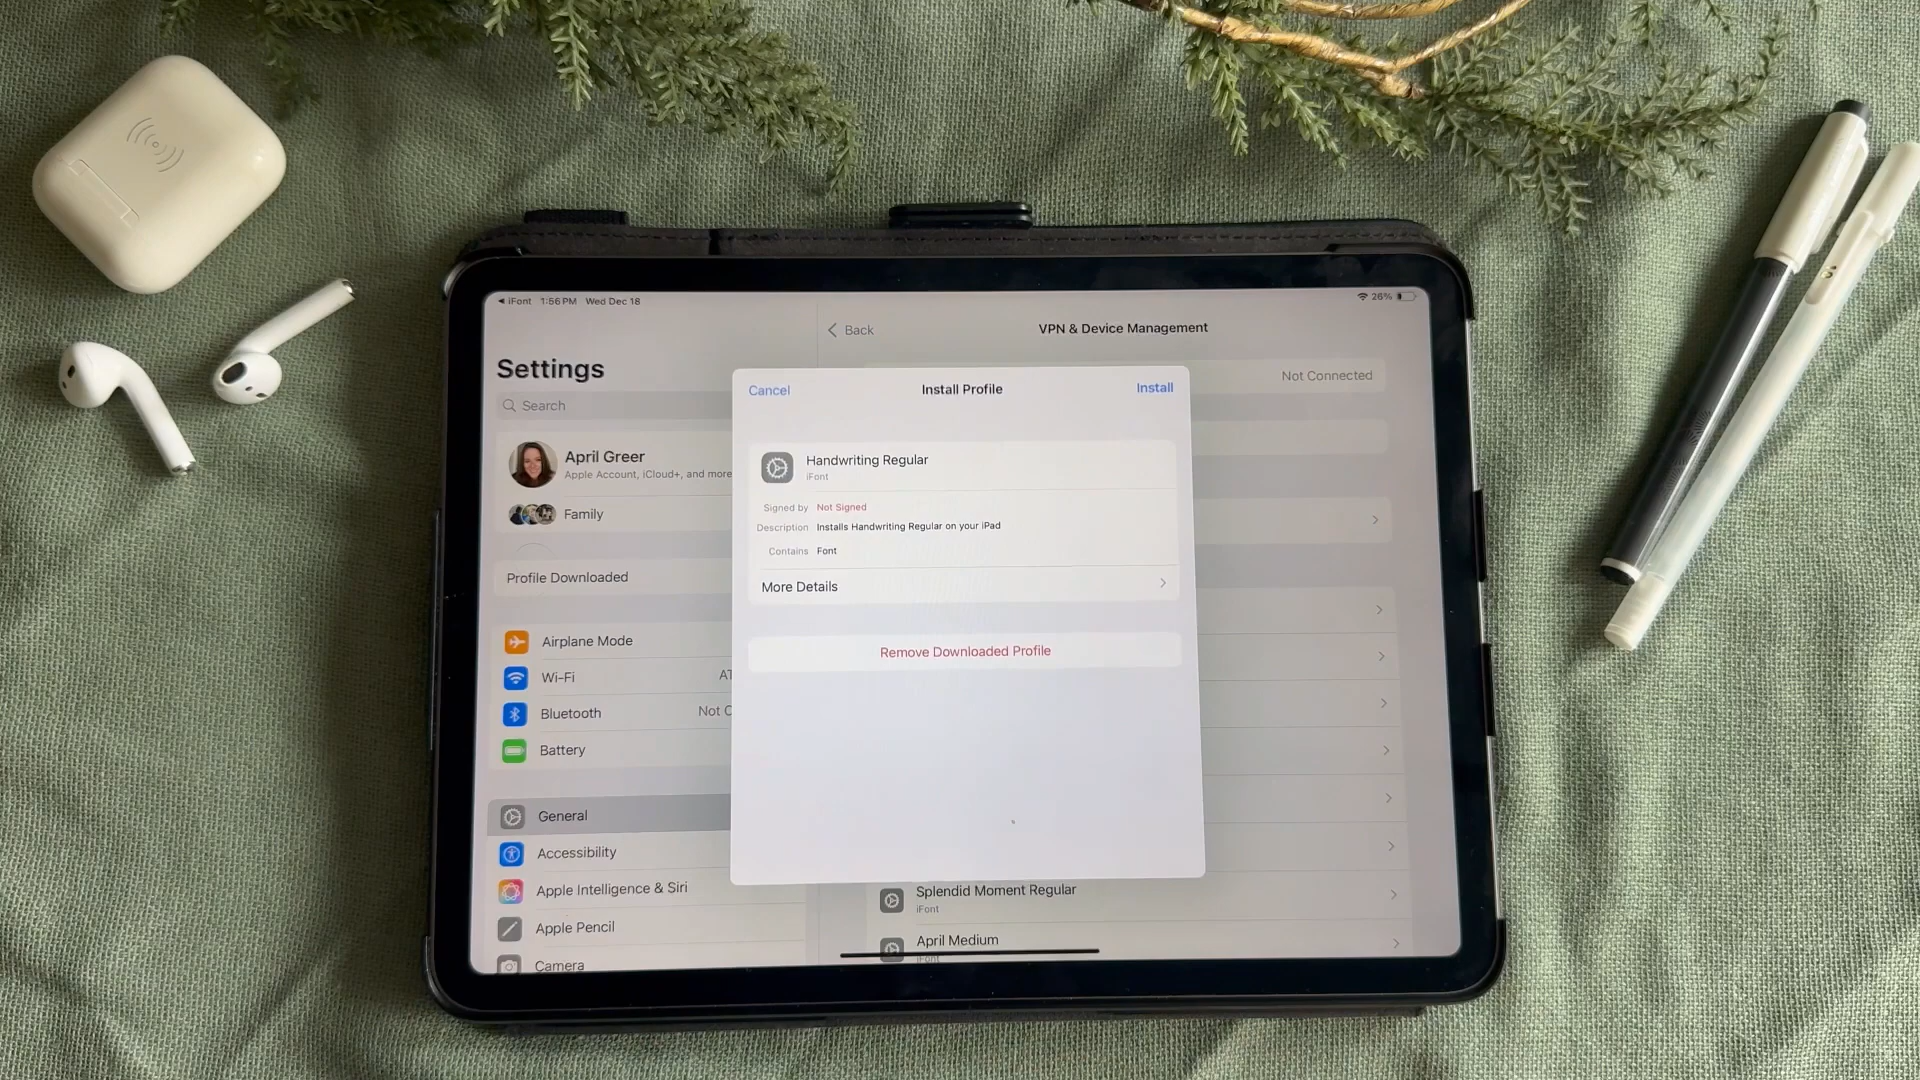 iFont 1:56 PM Wed Dec 18
26%
Settings
Search
April Greer
Apple Account, iCloud+, and more
Family
Profile Downloaded
Airplane Mode
Wi-Fi
AT
Bluetooth
Not C
Battery
General
Accessibility
Apple Intelligence & Siri
Apple Pencil
Camera
Back
VPN & Device Management
Not Connected
Cancel
Install Profile
Install
Handwriting Regular
iFont
Signed by Not Signed
Description Installs Handwriting Regular on your iPad
Contains Font
More Details
Remove Downloaded Profile
Splendid Moment Regular
iFont
April Medium
iFont